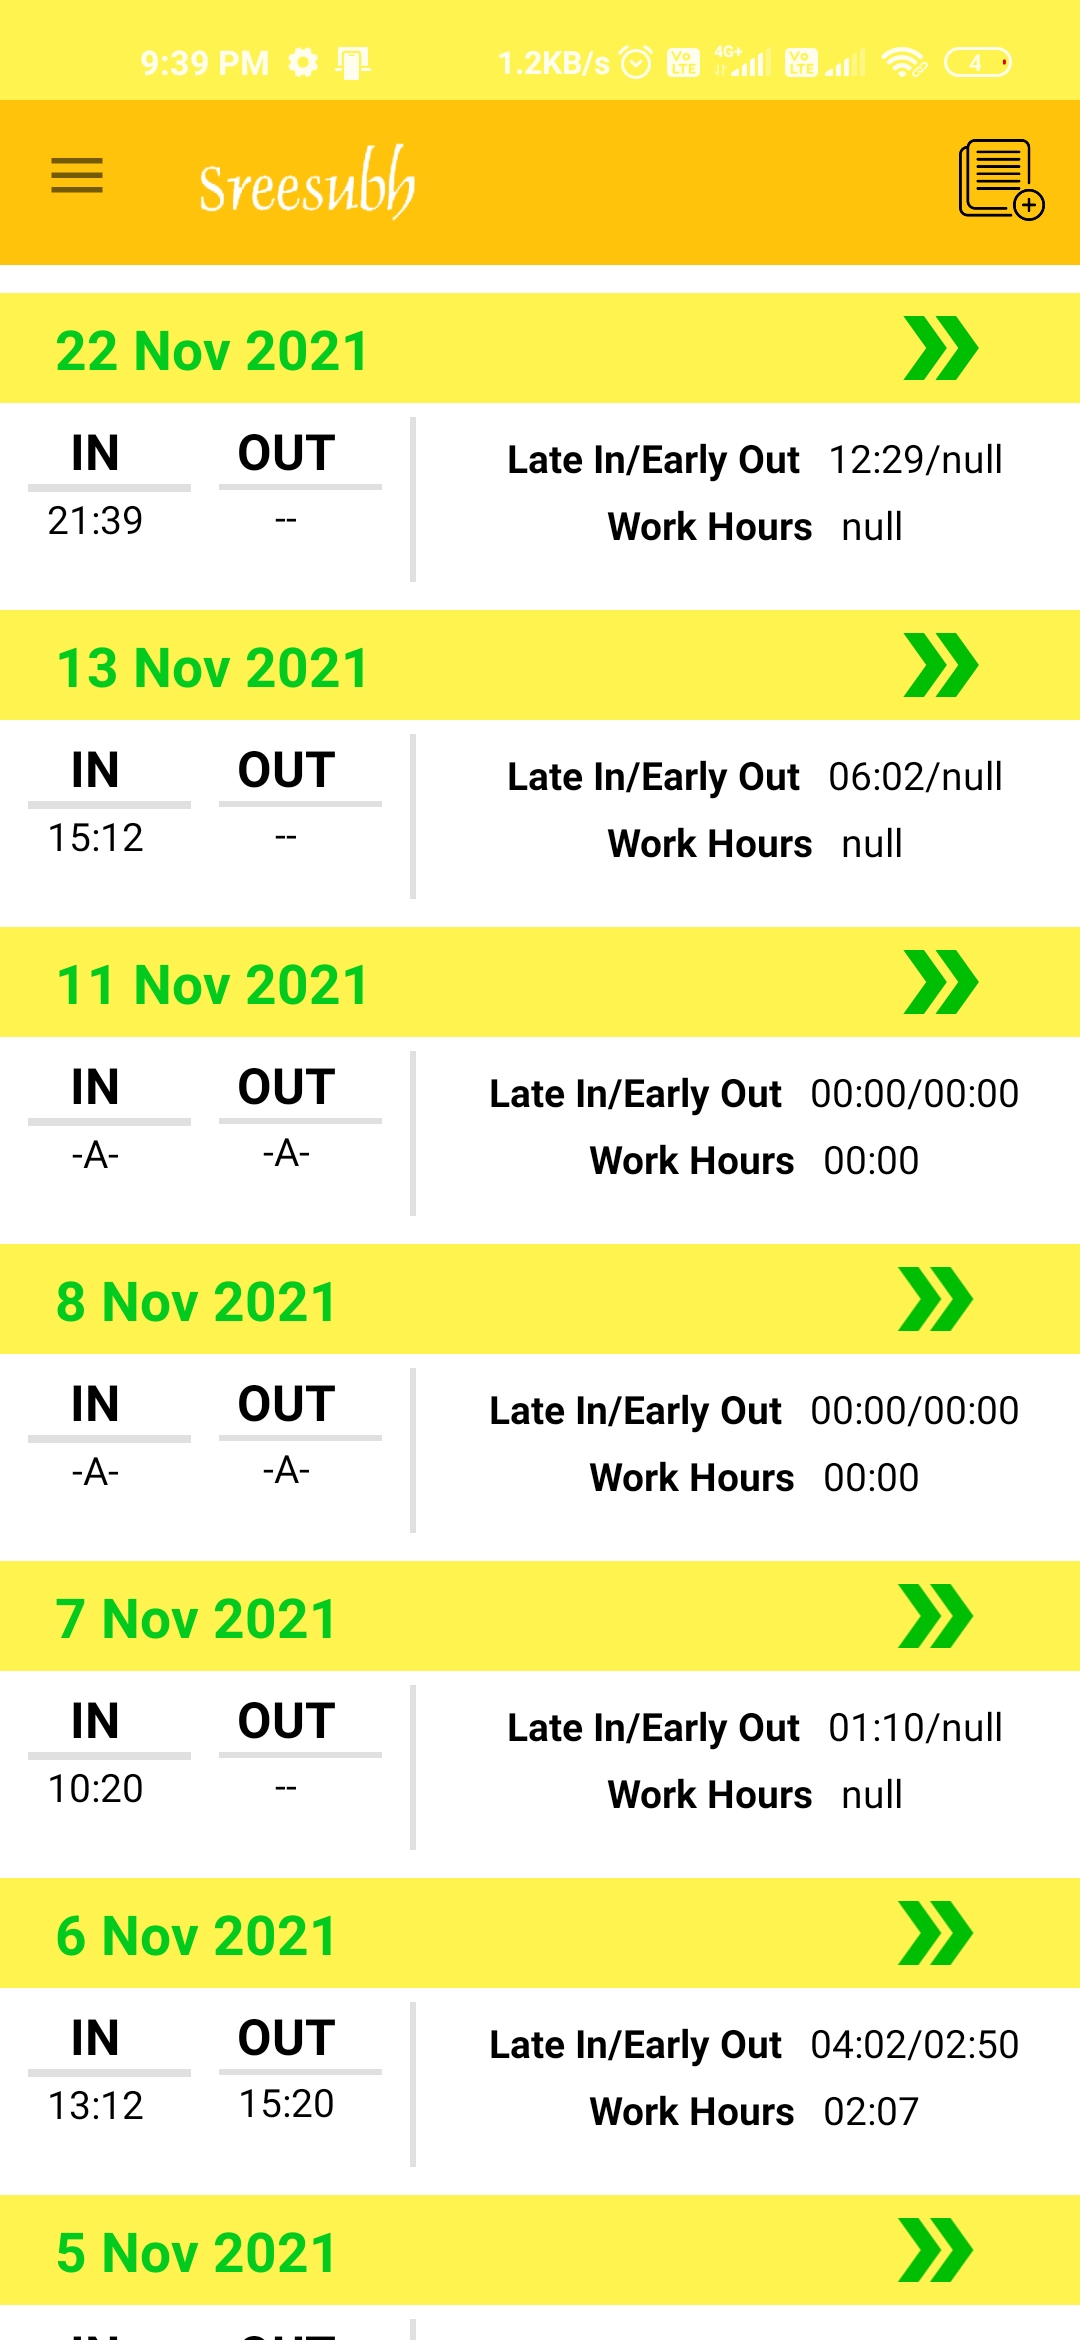 9:39 PM 1.2KB/s Vo LTE 4G+ Vo LTE 4
Sreesubh
22 Nov 2021
IN OUT Late In/Early Out 12:29/null
21:39 -- Work Hours null
13 Nov 2021
IN OUT Late In/Early Out 06:02/null
15:12 -- Work Hours null
11 Nov 2021
IN OUT Late In/Early Out 00:00/00:00
-A- -A- Work Hours 00:00
8 Nov 2021
IN OUT Late In/Early Out 00:00/00:00
-A- -A- Work Hours 00:00
7 Nov 2021
IN OUT Late In/Early Out 01:10/null
10:20 -- Work Hours null
6 Nov 2021
IN OUT Late In/Early Out 04:02/02:50
13:12 15:20 Work Hours 02:07
5 Nov 2021